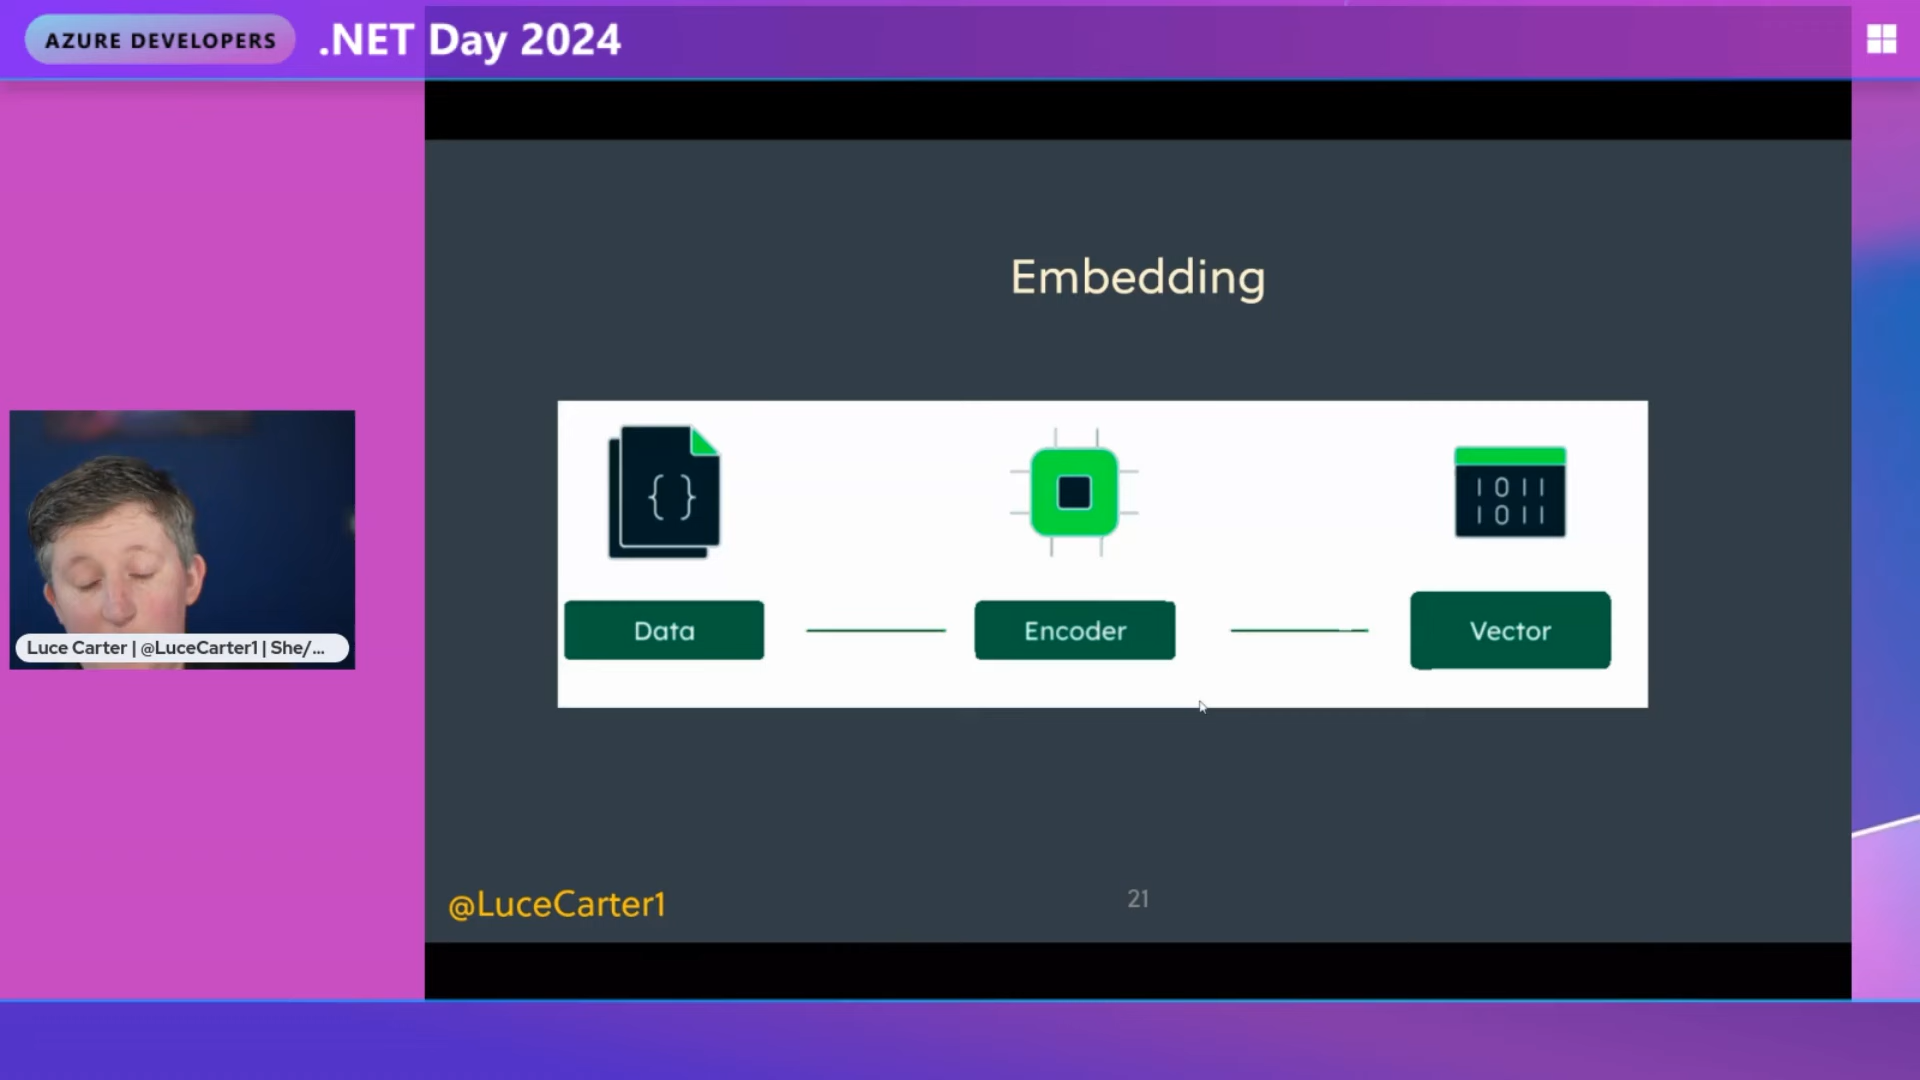 AZURE DEVELOPERS .NET Day 2024
Embedding
{ }
1011
1011
Data Encoder Vector
Luce Carter | @LuceCarter1 | She/...
@LuceCarter1 21